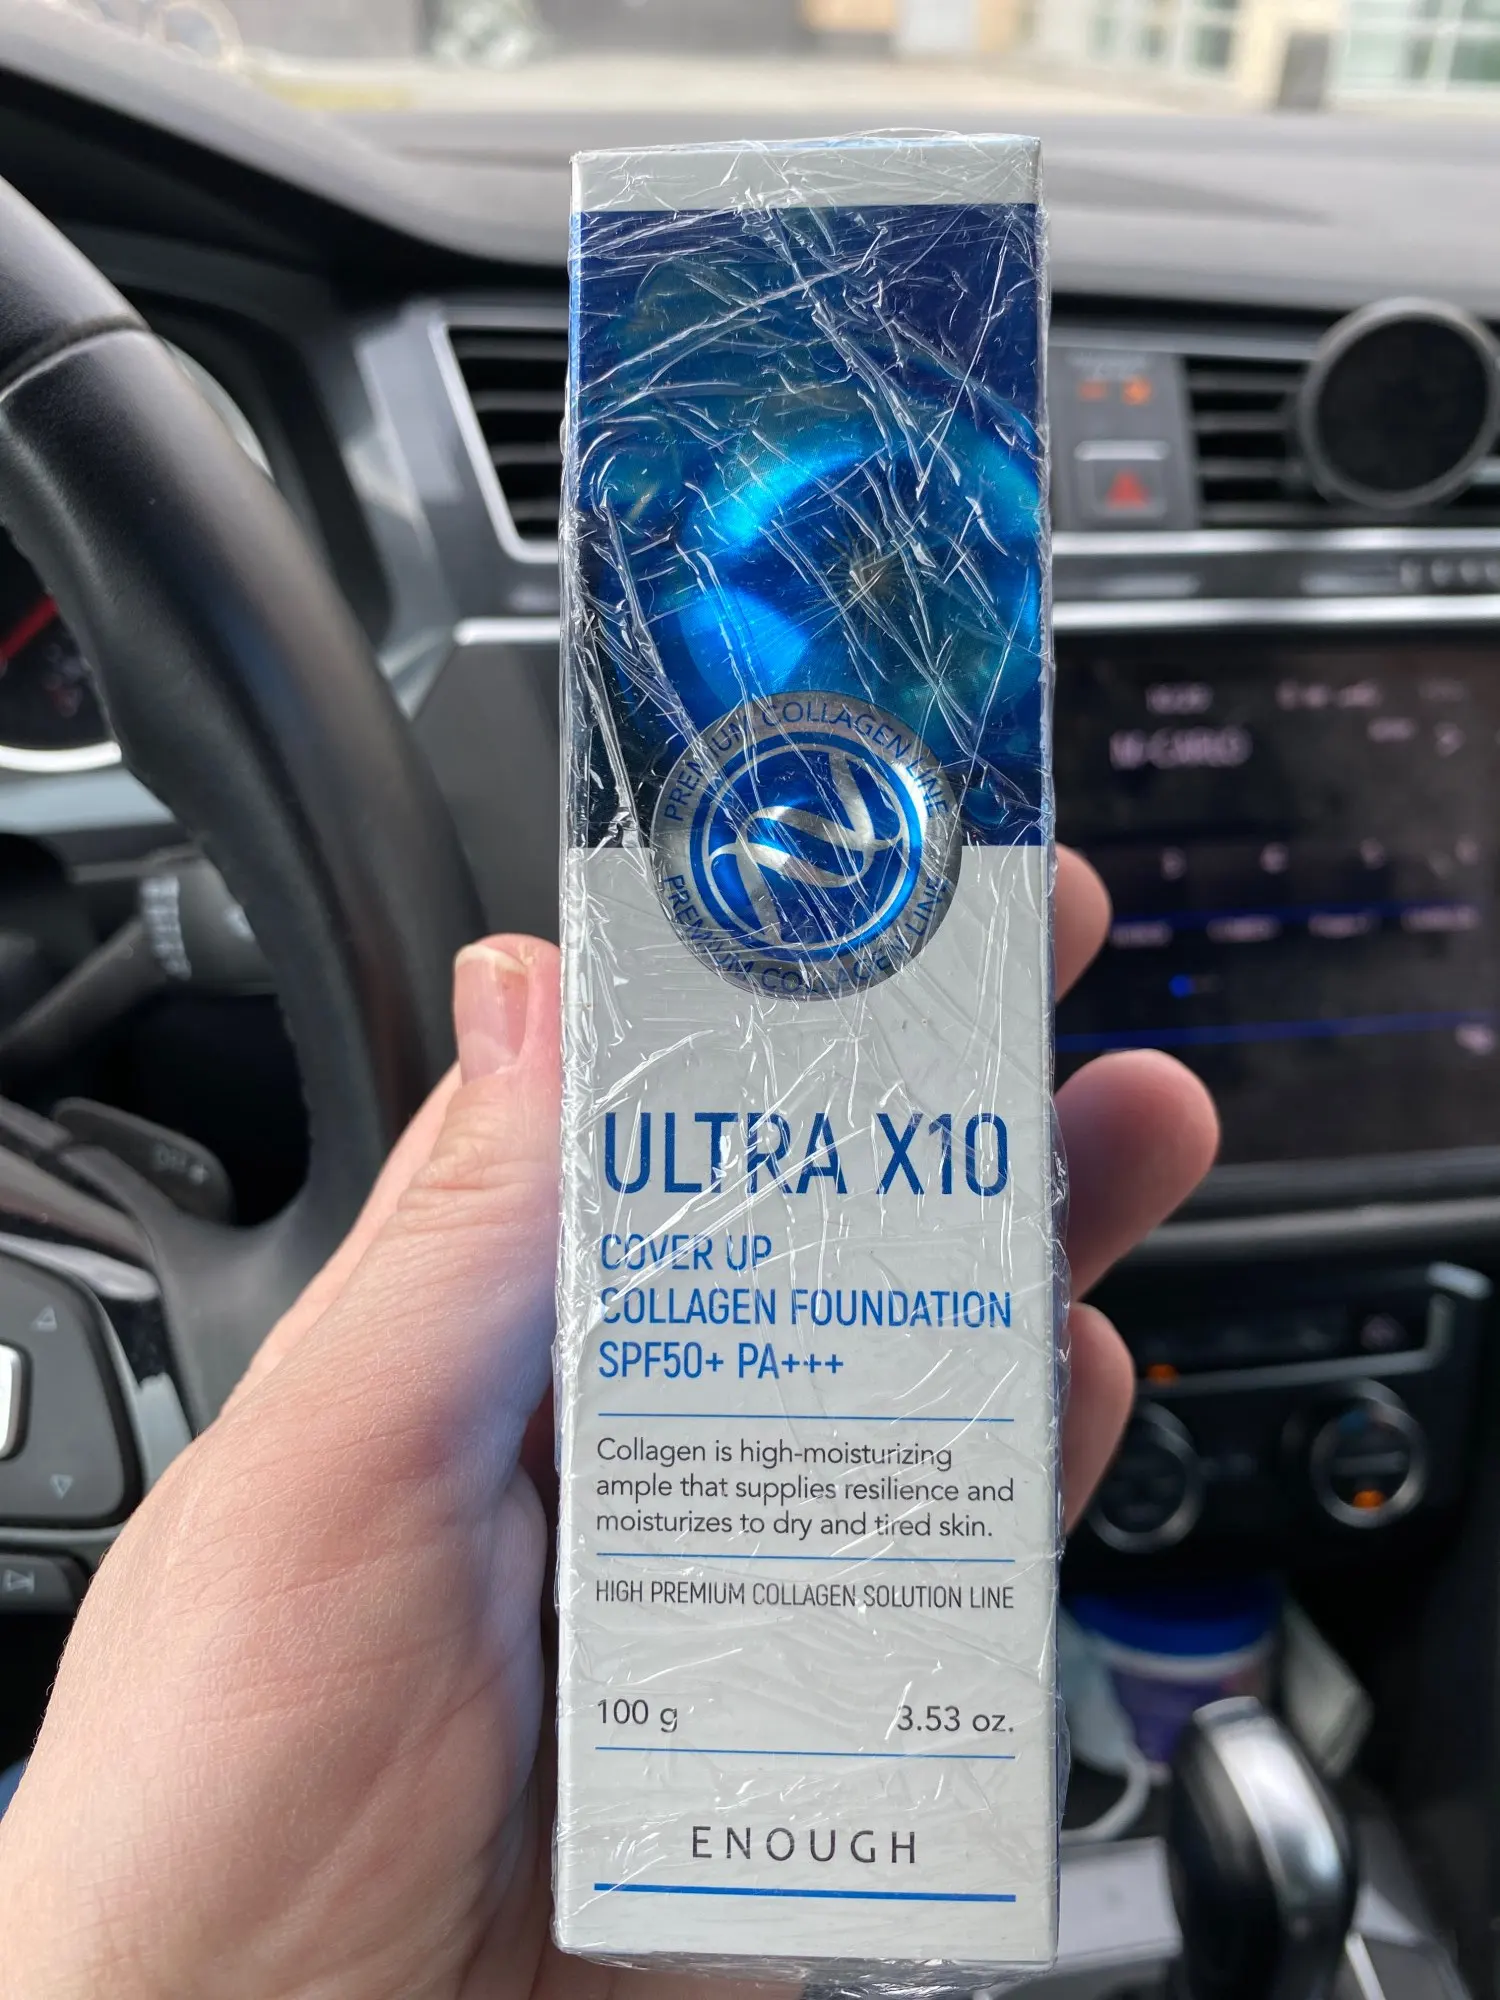 PREMIUM COLLAGEN LINE
PREMIUM COLLAGEN LINE
ULTRA X10
COVER UP
COLLAGEN FOUNDATION
SPF50+ PA+++
Collagen is high-moisturizing
ample that supplies resilience and
moisturizes to dry and tired skin.
HIGH PREMIUM COLLAGEN SOLUTION LINE
100 g 3.53 oz.
ENOUGH